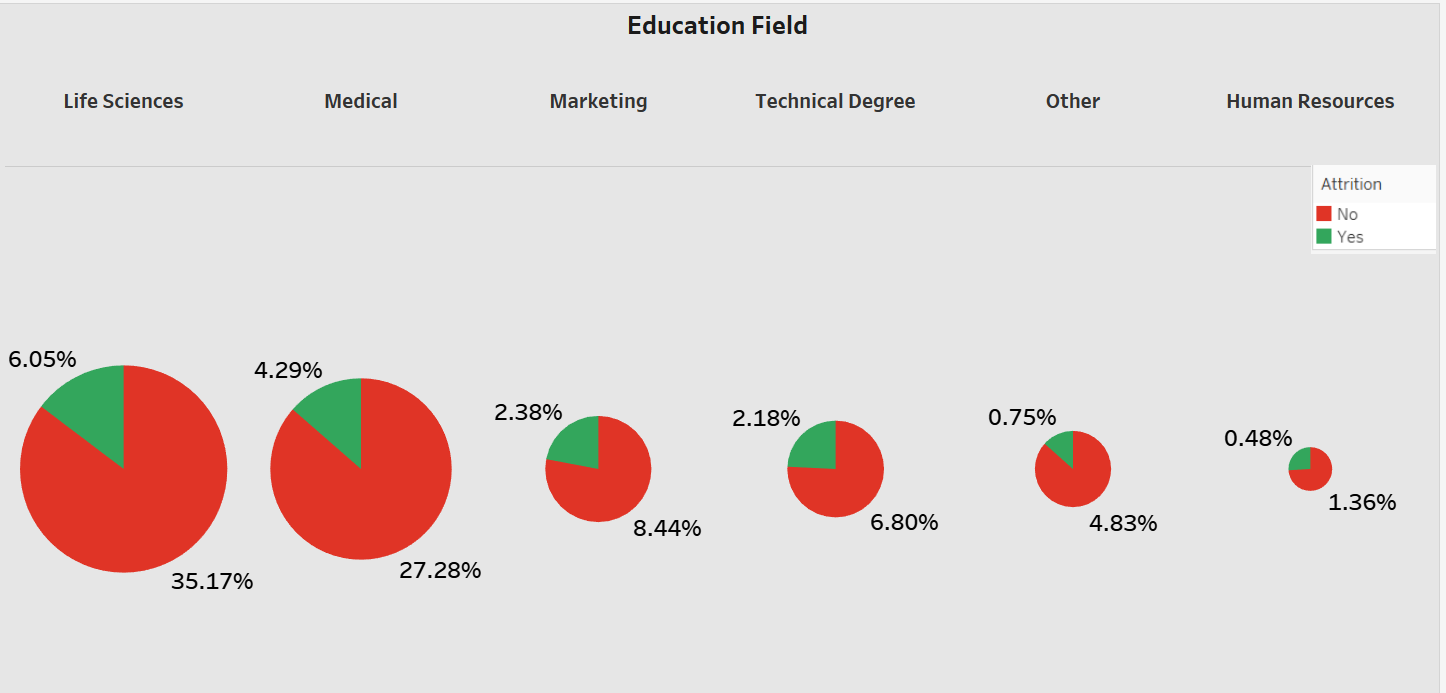 Education Field
Life Sciences Medical Marketing Technical Degree Other Human Resources
Attrition
No
Yes
6.05%
35.17%
4.29%
27.28%
2.38%
8.44%
2.18%
6.80%
0.75%
4.83%
0.48%
1.36%